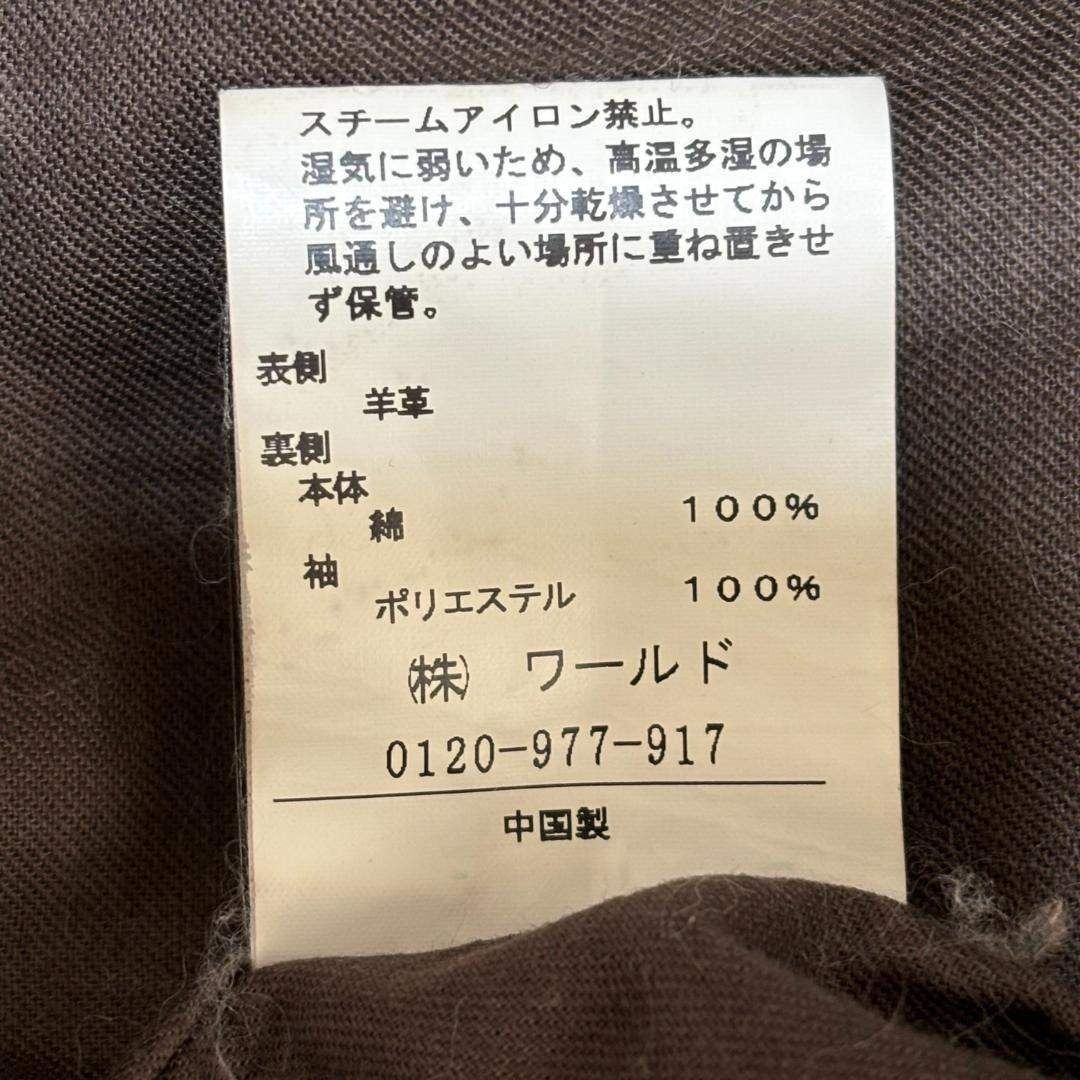 スチームアイロン禁止。
湿気に弱いため、高温多湿の場
所を避け、十分乾燥させてから
風通しのよい場所に重ね置きせ
ず保管。
表側
羊革
裏側
本体
綿 100%
袖
ポリエステル 100%
㈱ ワールド
0120-977-917
中国製